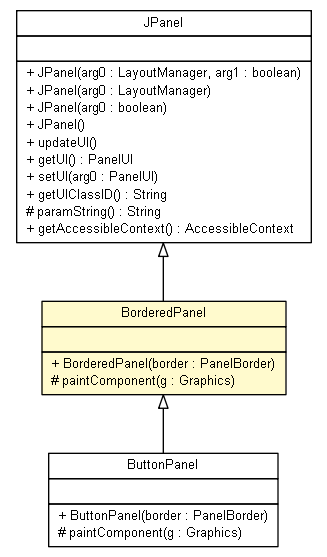 JPanel
+ JPanel(arg0 : LayoutManager, arg1 : boolean)
+ JPanel(arg0 : LayoutManager)
+ JPanel(arg0 : boolean)
+ JPanel()
+ updateUI()
+ getUI() : PanelUI
+ setUI(arg0 : PanelUI)
+ getUIClassID() : String
# paramString() : String
+ getAccessibleContext() : AccessibleContext
BorderedPanel
+ BorderedPanel(border : PanelBorder)
# paintComponent(g : Graphics)
ButtonPanel
+ ButtonPanel(border : PanelBorder)
# paintComponent(g : Graphics)